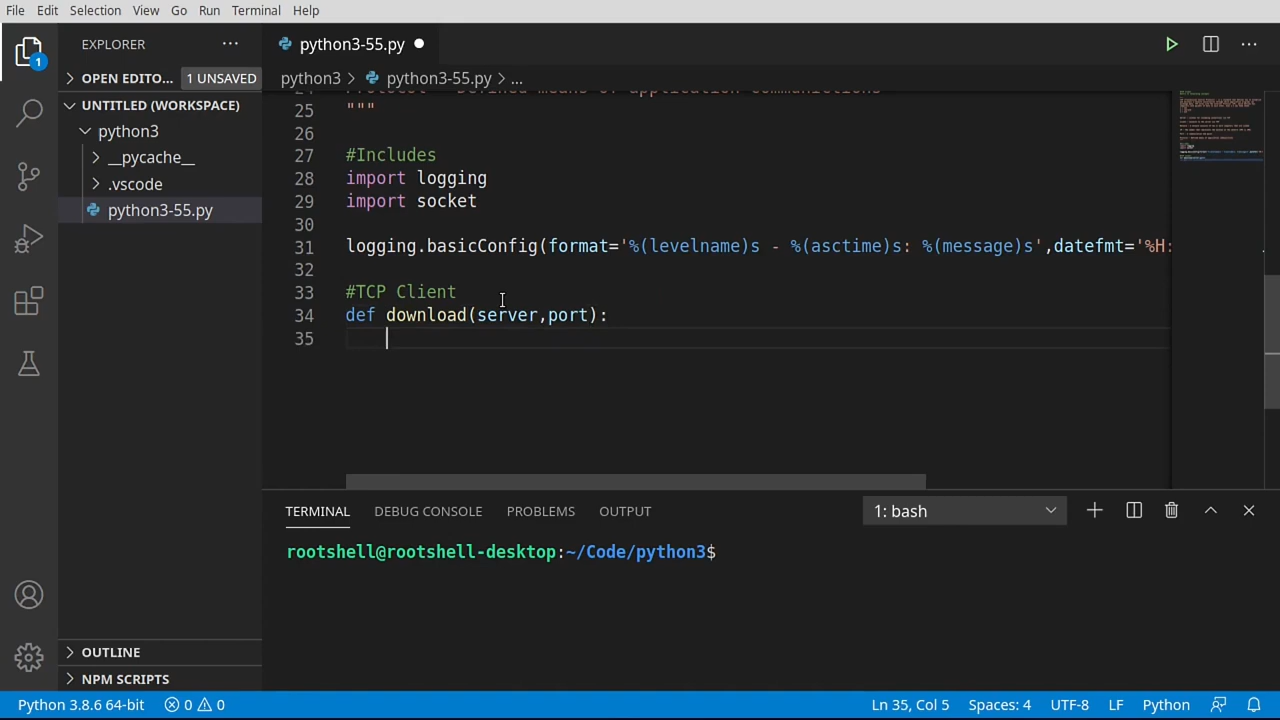 File Edit Selection View Go Run Terminal Help
EXPLORER
python3-55.py
OPEN EDITO... 1 UNSAVED
python3 > python3-55.py > ...
UNTITLED (WORKSPACE)
python3
__pycache__
.vscode
python3-55.py
1
25 """
26
27 #Includes
28 import logging
29 import socket
30
31 logging.basicConfig(format='%(levelname)s - %(asctime)s: %(message)s',datefmt='%H:
32
33 #TCP Client
34 def download(server,port):
35
TERMINAL DEBUG CONSOLE PROBLEMS OUTPUT 1: bash
rootshell@rootshell-desktop:~/Code/python3$
OUTLINE
NPM SCRIPTS
Python 3.8.6 64-bit 0 0 Ln 35, Col 5 Spaces: 4 UTF-8 LF Python